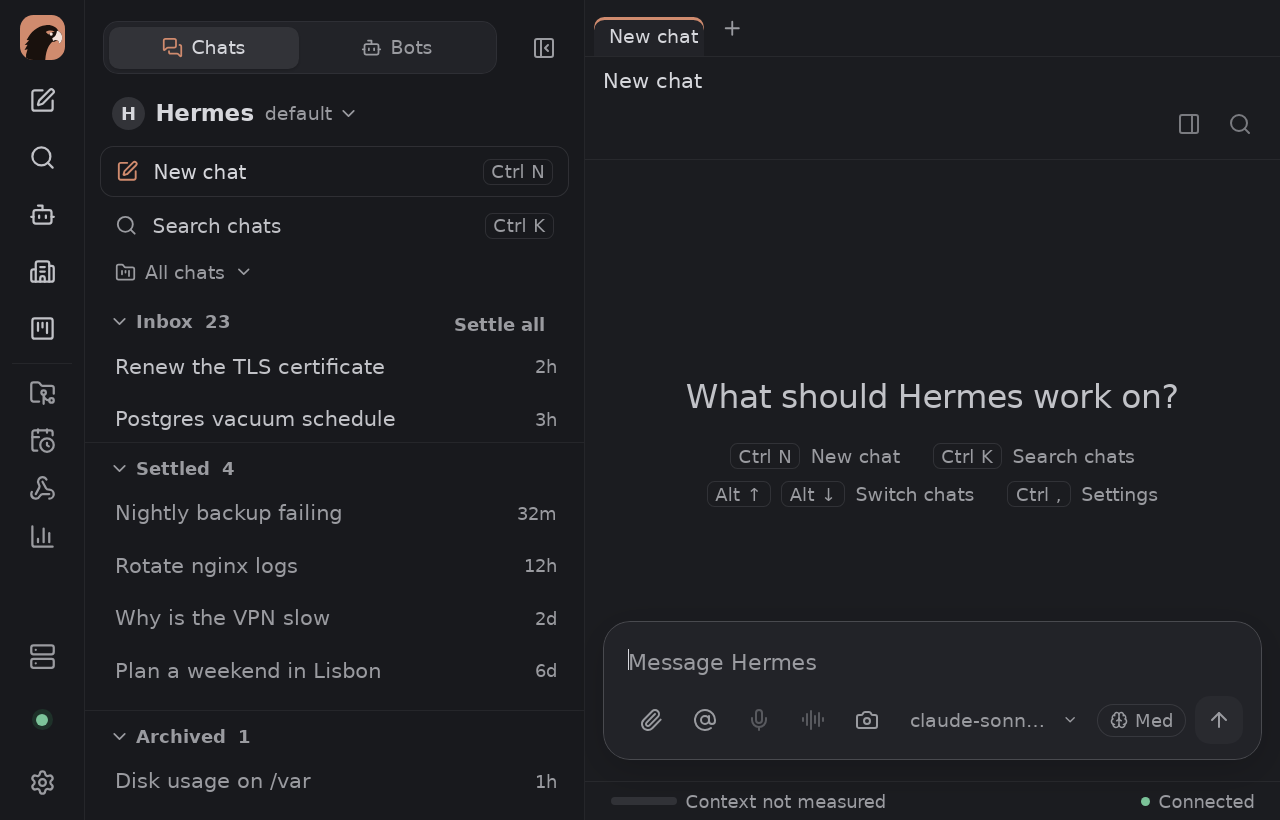 Chats
Bots
H Hermes default
New chat Ctrl N
Search chats Ctrl K
All chats
Inbox 23 Settle all
Renew the TLS certificate 2h
Postgres vacuum schedule 3h
Settled 4
Nightly backup failing 32m
Rotate nginx logs 12h
Why is the VPN slow 2d
Plan a weekend in Lisbon 6d
Archived 1
Disk usage on /var 1h
New chat
New chat
What should Hermes work on?
Ctrl N New chat Ctrl K Search chats
Alt ↑ Alt ↓ Switch chats Ctrl , Settings
Message Hermes
claude-sonn… Med
Context not measured Connected